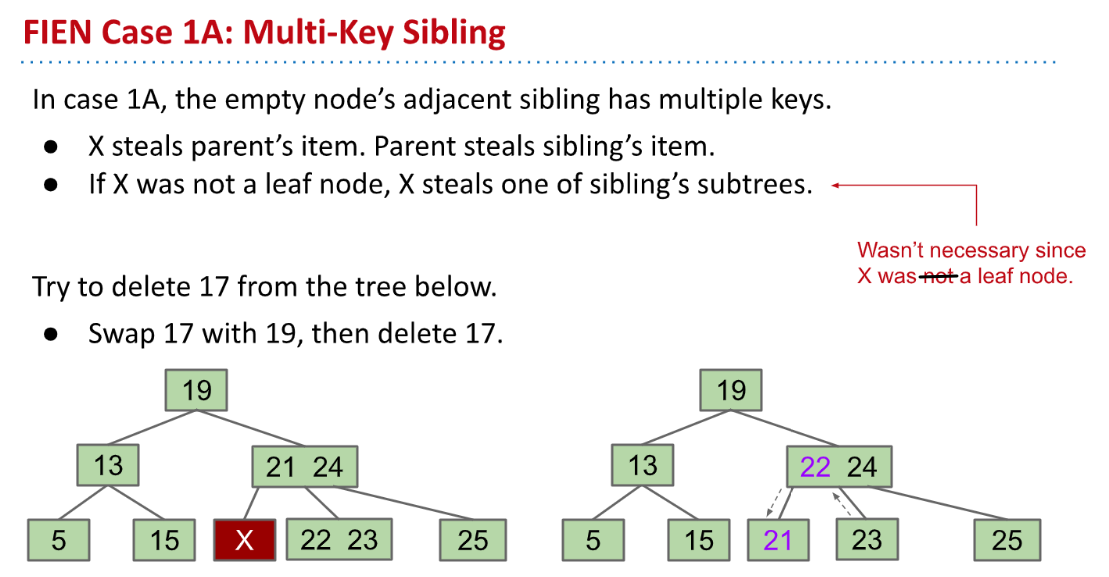 FIEN Case 1A: Multi-Key Sibling
In case 1A, the empty node’s adjacent sibling has multiple keys.
● X steals parent’s item. Parent steals sibling’s item.
● If X was not a leaf node, X steals one of sibling’s subtrees.
Wasn’t necessary since
X was not a leaf node.
Try to delete 17 from the tree below.
● Swap 17 with 19, then delete 17.
19
13
21 24
5
15
X
22 23
25
19
13
22 24
5
15
21
23
25